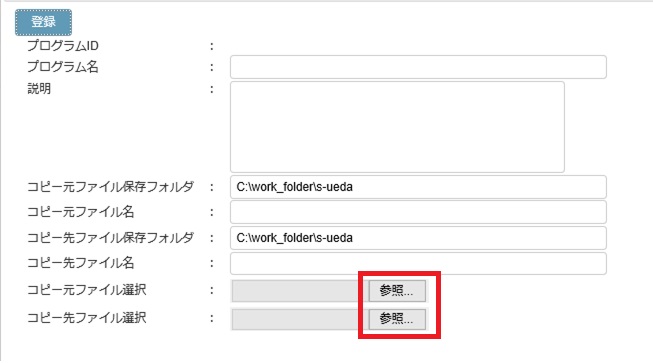 登録
プログラムID :
プログラム名 :
説明 :
コピー元ファイル保存フォルダ : C:\work_folder\s-ueda
コピー元ファイル名 :
コピー先ファイル保存フォルダ : C:\work_folder\s-ueda
コピー先ファイル名 :
コピー元ファイル選択 : 参照...
コピー先ファイル選択 : 参照...